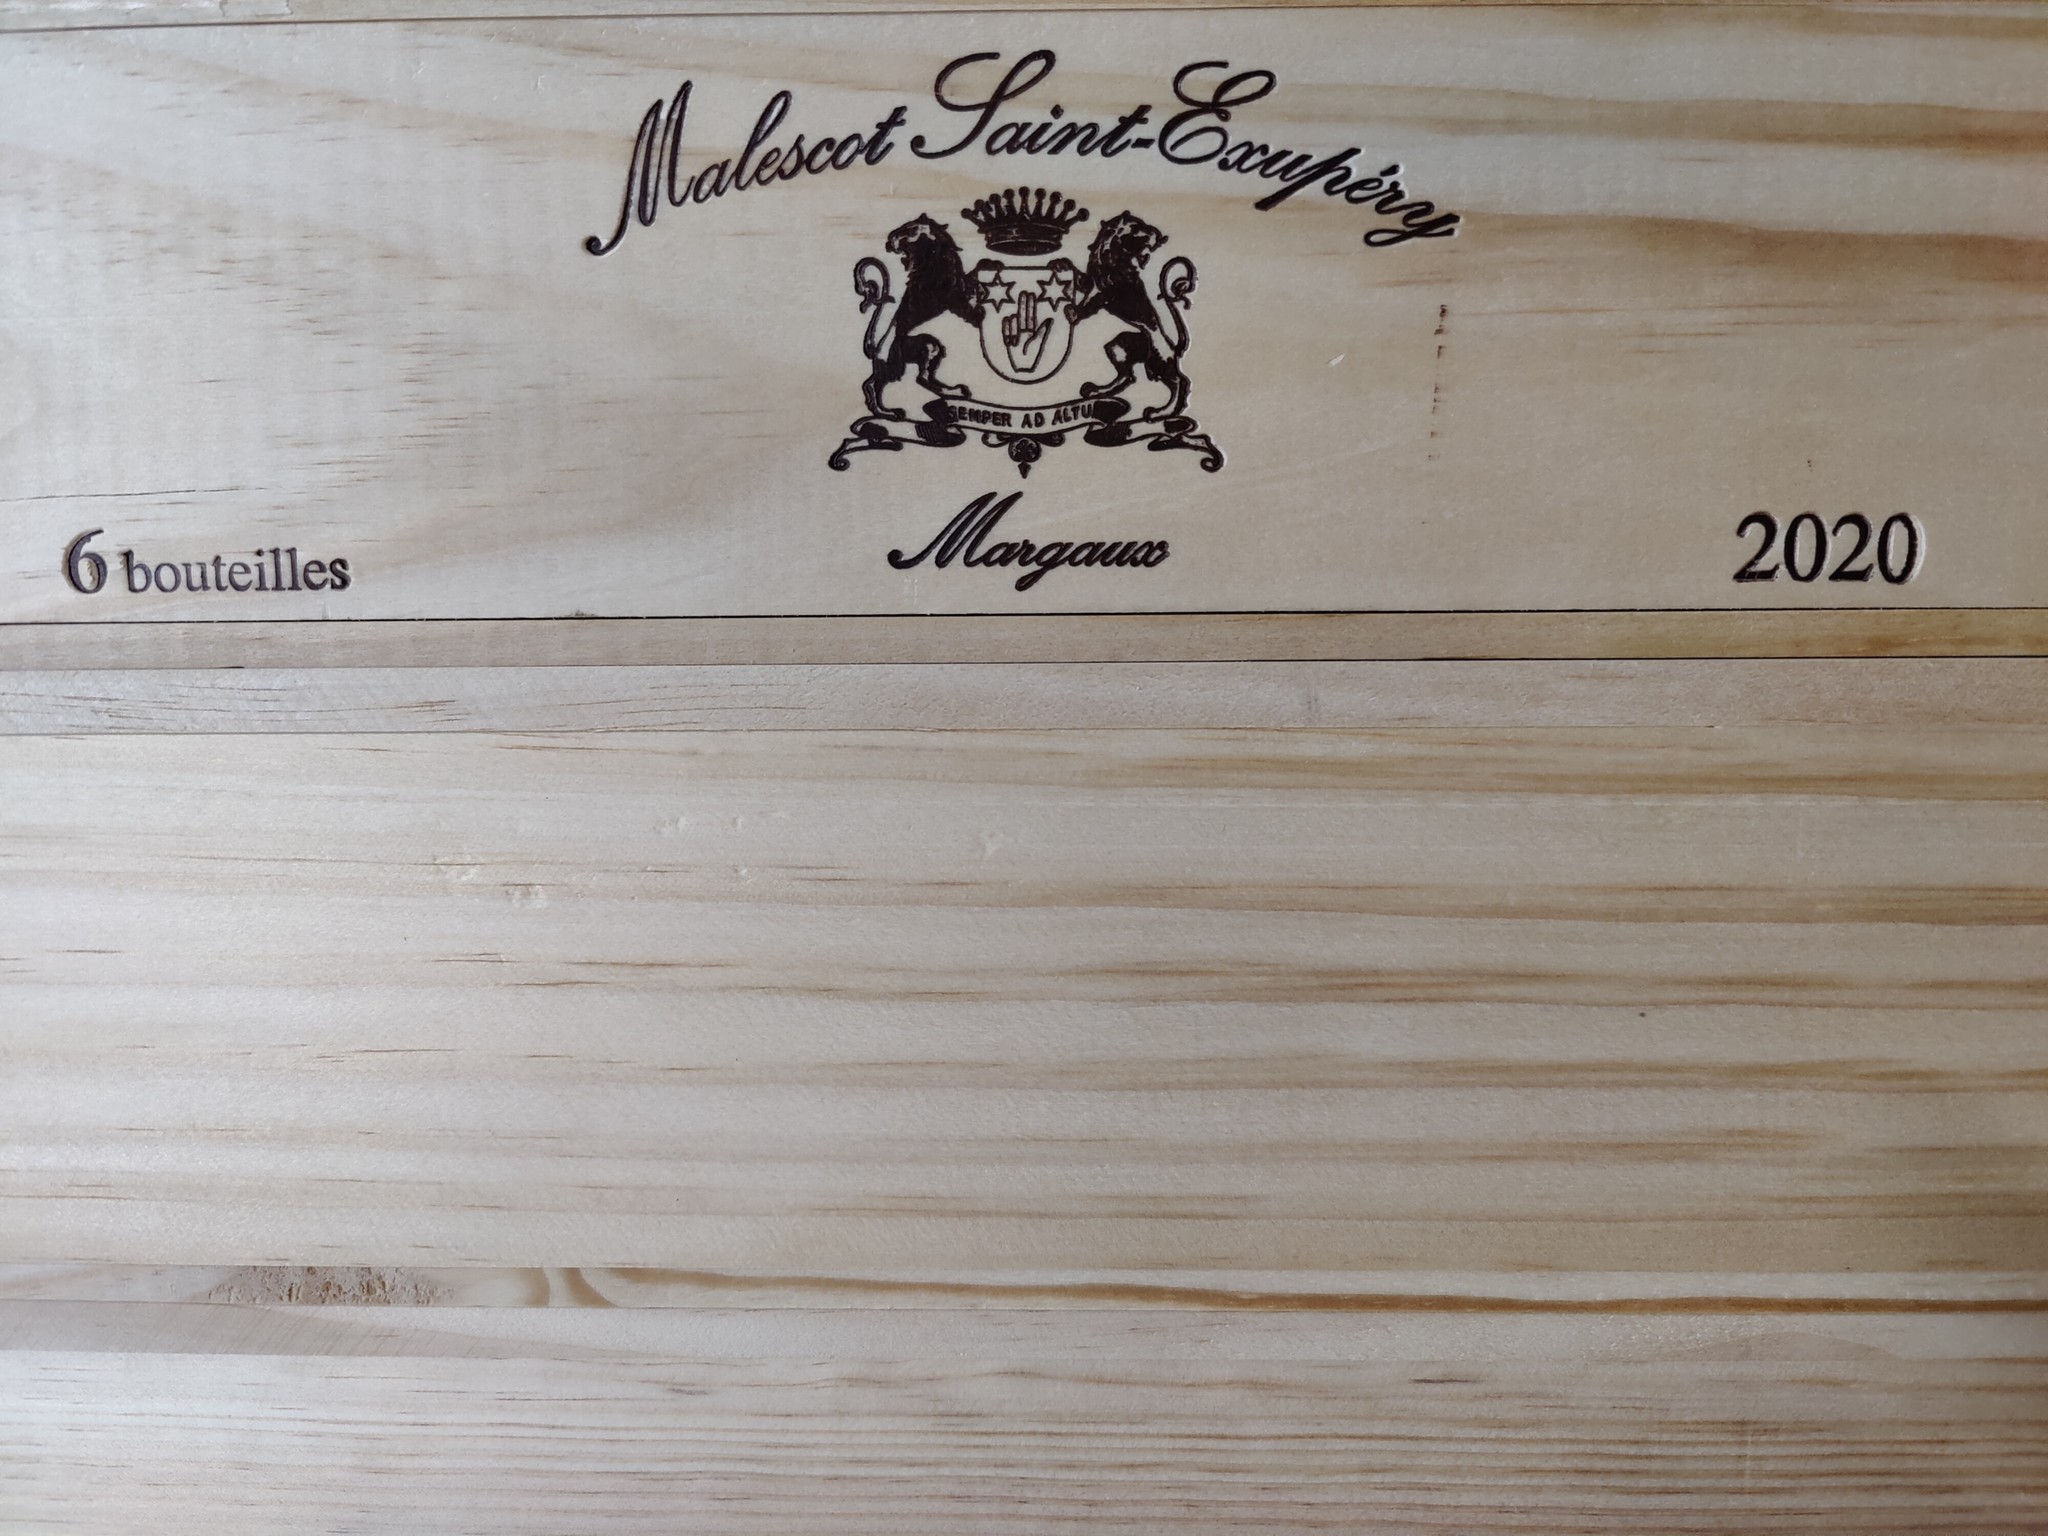 Malescot Saint-Exupéry
SEMPER AD ALTU
Margaux
6 bouteilles
2020